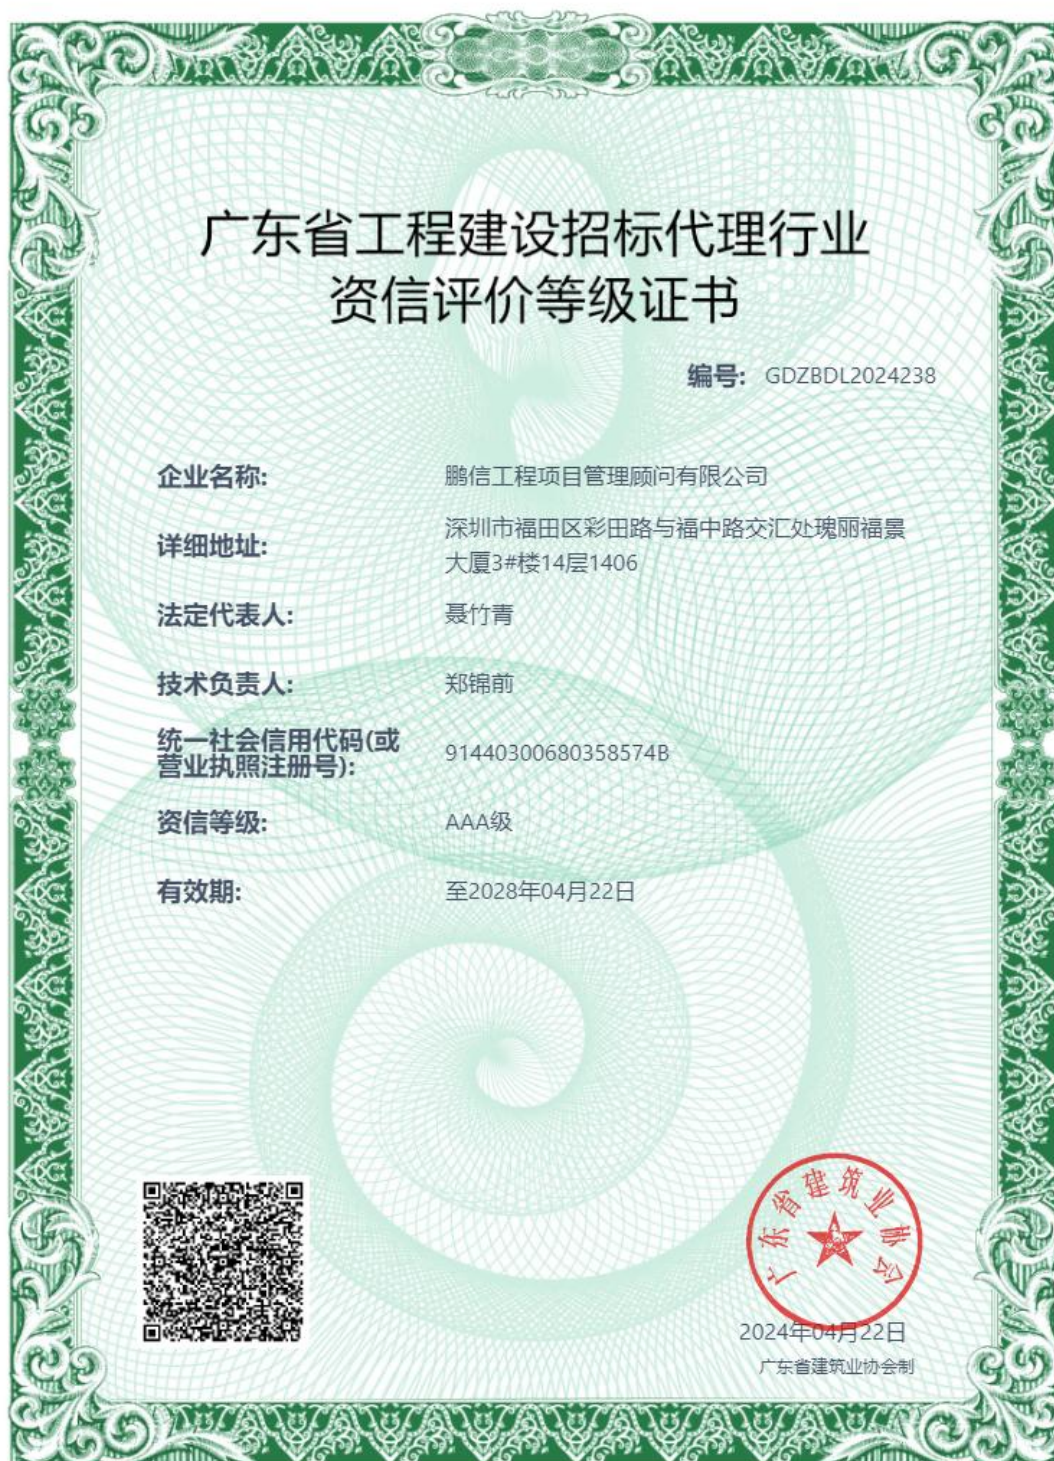 广东省工程建设招标代理行业
资信评价等级证书
编号: GDZBDL2024238
企业名称: 鹏信工程项目管理顾问有限公司
详细地址: 深圳市福田区彩田路与福中路交汇处瑰丽福景
大厦3#楼14层1406
法定代表人: 聂竹青
技术负责人: 郑锦前
统一社会信用代码(或
营业执照注册号): 91440300680358574B
资信等级: AAA级
有效期: 至2028年04月22日
广东省建筑业协会
2024年04月22日
广东省建筑业协会制